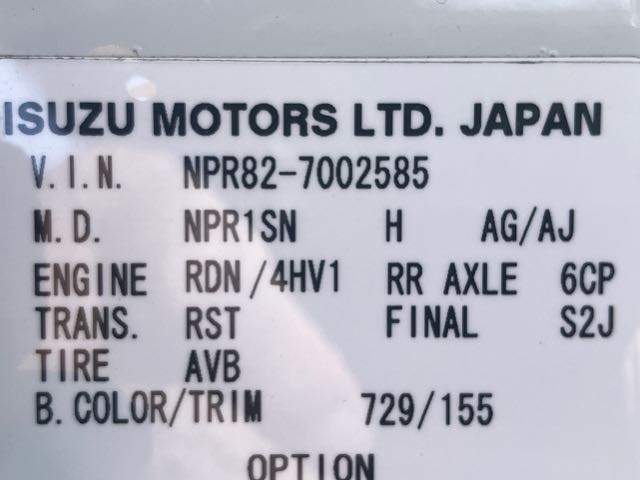 ISUZU MOTORS LTD. JAPAN
V.I.N. NPR82-7002585
M.D. NPR1SN H AG/AJ
ENGINE RDN/4HV1 RR AXLE 6CP
TRANS. RST FINAL S2J
TIRE AVB
B.COLOR/TRIM 729/155
OPTION